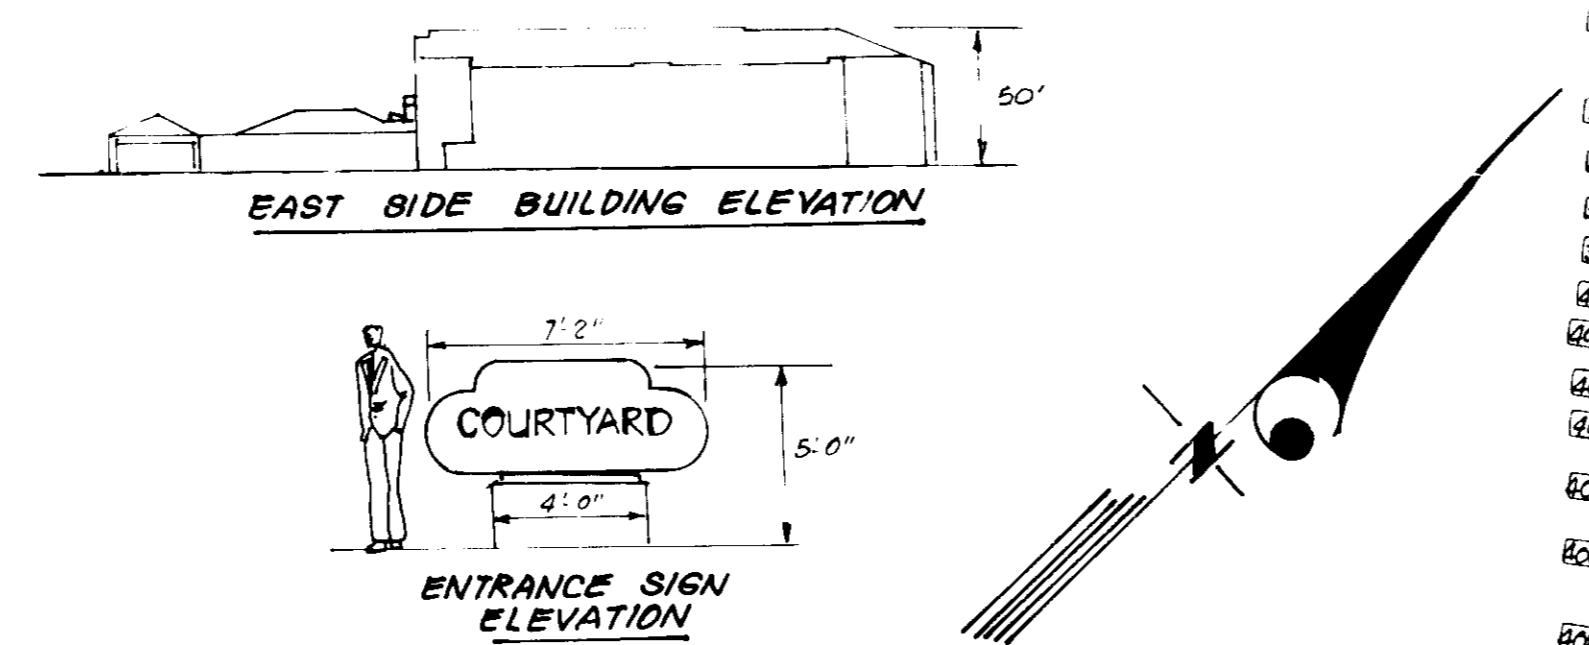 50'
EAST SIDE BUILDING ELEVATION
7'-2"
COURTYARD
5'-0"
4'-0"
ENTRANCE SIGN
ELEVATION
N